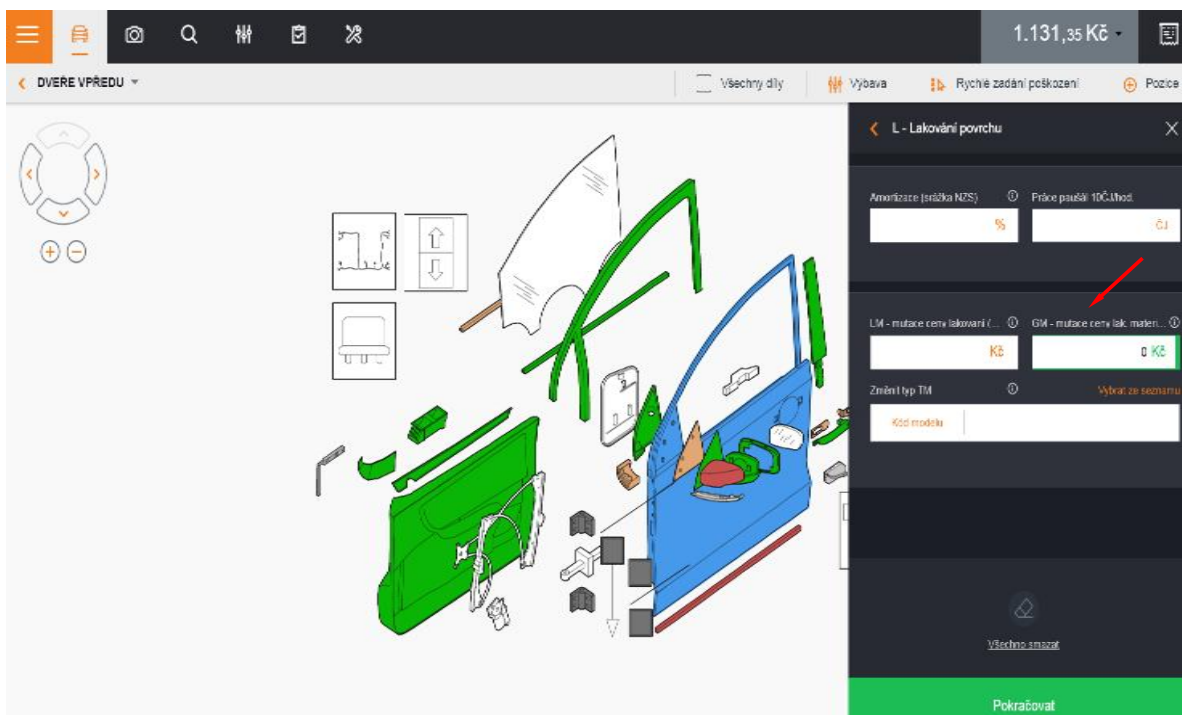 1.131,35 Kč
DVEŘE VPŘEDU
Všechny díly
Výbava
Rychlé zadání poškození
Pozice
L - Lakování povrchu
Amortizace (srážka NZS)
Práce paušál 10ČJ/hod.
%
ČJ
LM - mutace ceny lakovaní (...
GM - mutace ceny lak. materi...
Kč
0 Kč
Změnit typ TM
Vybrat ze seznamu
Kód modelu
Všechno smazat
Pokračovat